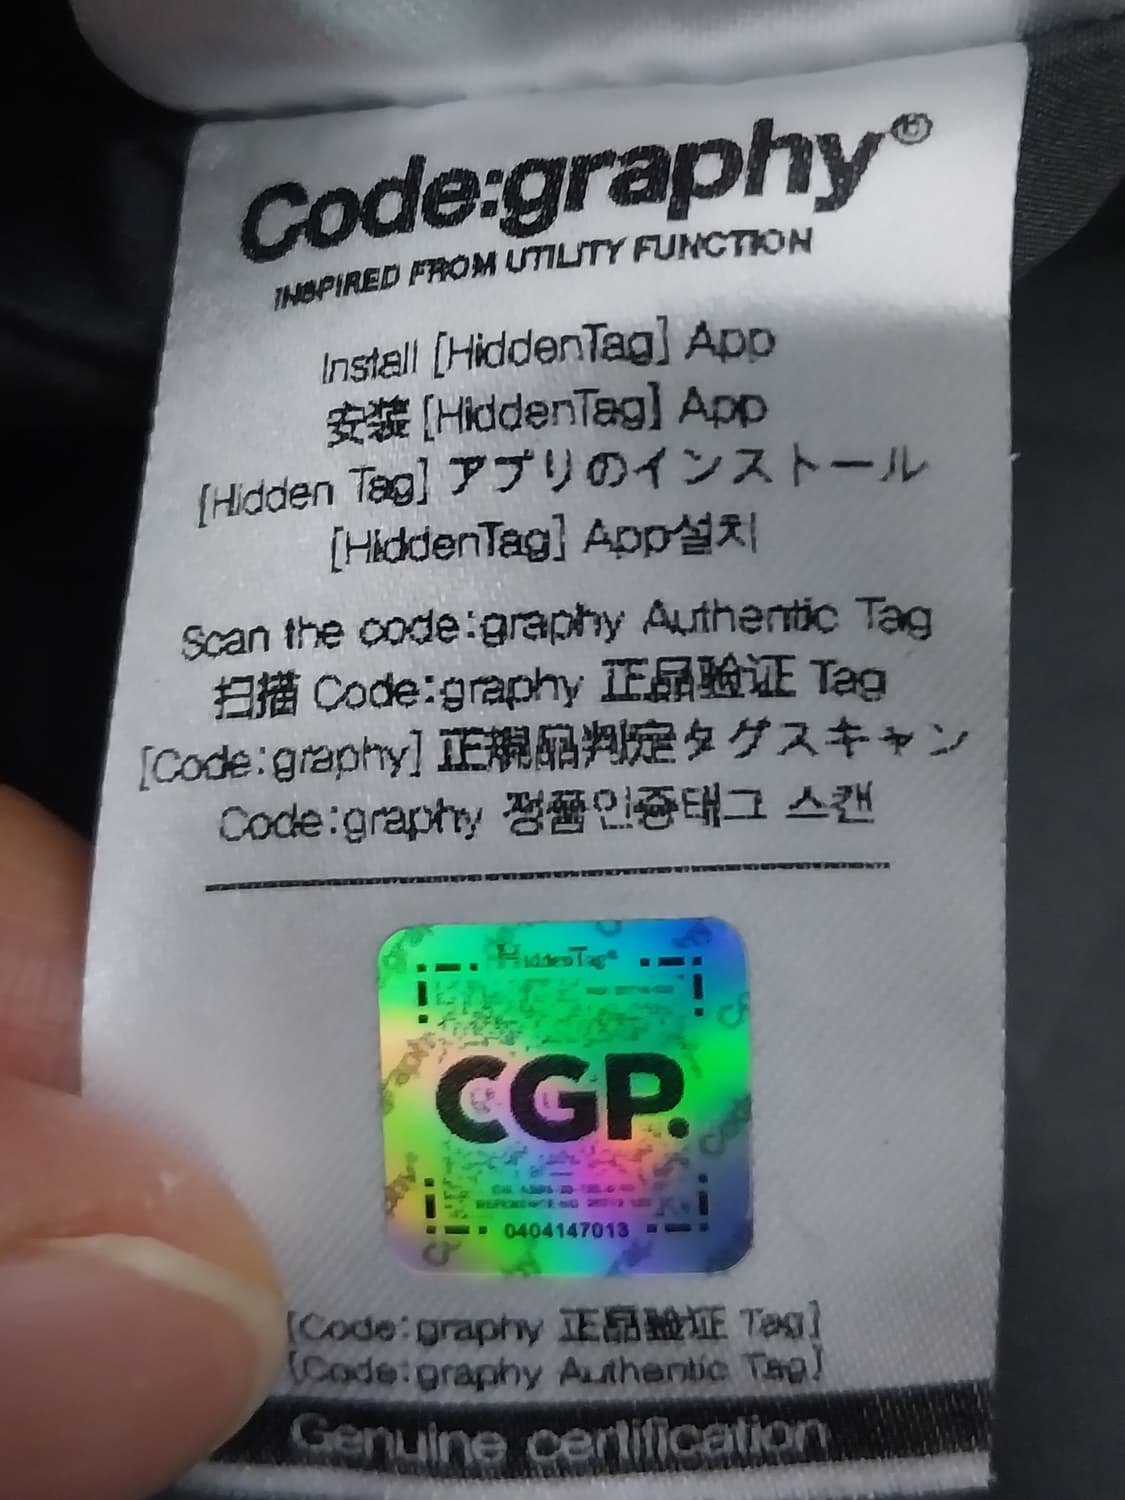 Code:graphy®
INSPIRED FROM UTILITY FUNCTION
Install [HiddenTag] App
安装 [HiddenTag] App
[Hidden Tag] アプリのインストール
[HiddenTag] App설치
Scan the code:graphy Authentic Tag
扫描 Code:graphy 正品验证 Tag
[Code:graphy] 正規品判定タグスキャン
Code:graphy 정품인증태그 스캔
HiddenTag®
CGP.
0404147013
[Code:graphy 正品验证 Tag]
[Code:graphy Authentic Tag]
Genuine certification